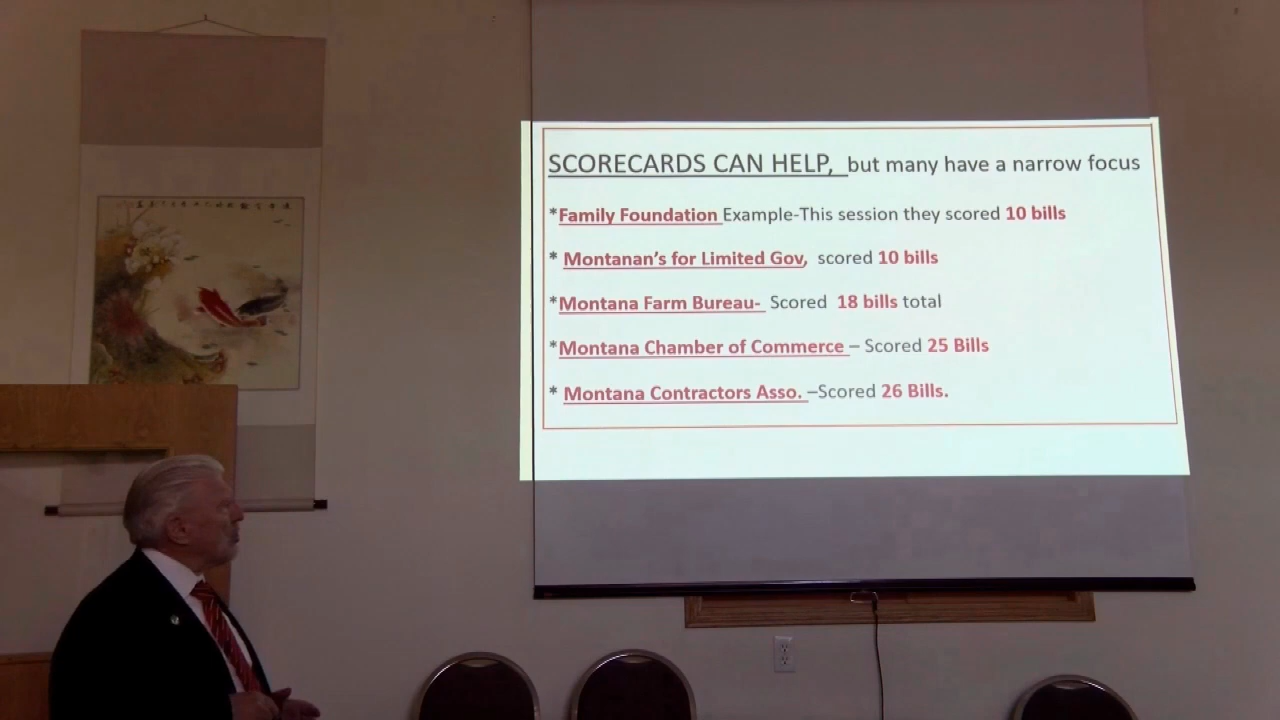 SCORECARDS CAN HELP, but many have a narrow focus
*Family Foundation Example-This session they scored 10 bills
* Montanan's for Limited Gov, scored 10 bills
*Montana Farm Bureau- Scored 18 bills total
*Montana Chamber of Commerce – Scored 25 Bills
* Montana Contractors Asso. –Scored 26 Bills.